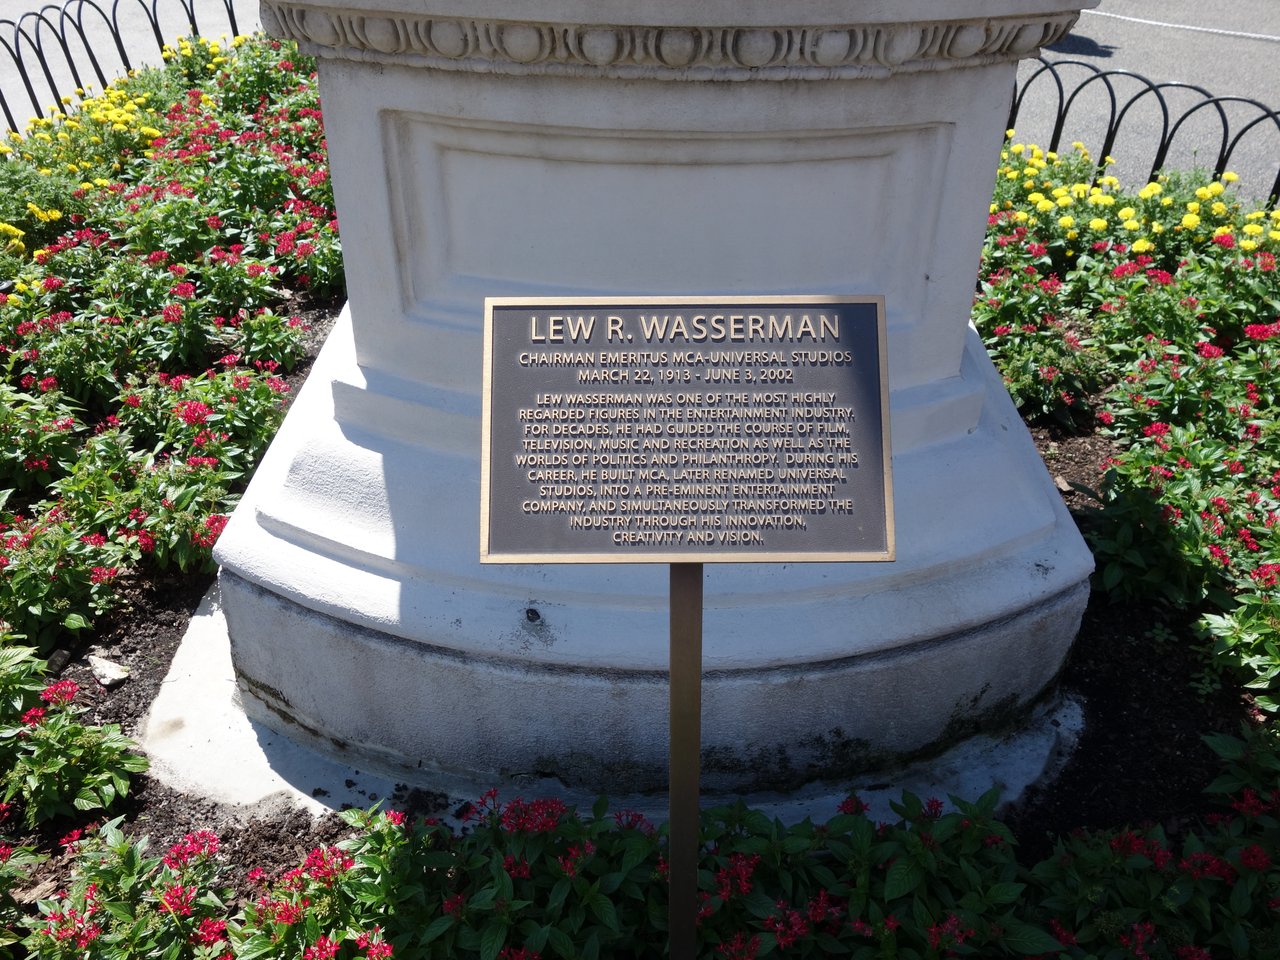 LEW R. WASSERMAN
CHAIRMAN EMERITUS MCA-UNIVERSAL STUDIOS
MARCH 22, 1913 - JUNE 3, 2002
LEW WASSERMAN WAS ONE OF THE MOST HIGHLY
REGARDED FIGURES IN THE ENTERTAINMENT INDUSTRY.
FOR DECADES, HE HAD GUIDED THE COURSE OF FILM,
TELEVISION, MUSIC AND RECREATION AS WELL AS THE
WORLDS OF POLITICS AND PHILANTHROPY. DURING HIS
CAREER, HE BUILT MCA, LATER RENAMED UNIVERSAL
STUDIOS, INTO A PRE-EMINENT ENTERTAINMENT
COMPANY, AND SIMULTANEOUSLY TRANSFORMED THE
INDUSTRY THROUGH HIS INNOVATION,
CREATIVITY AND VISION.